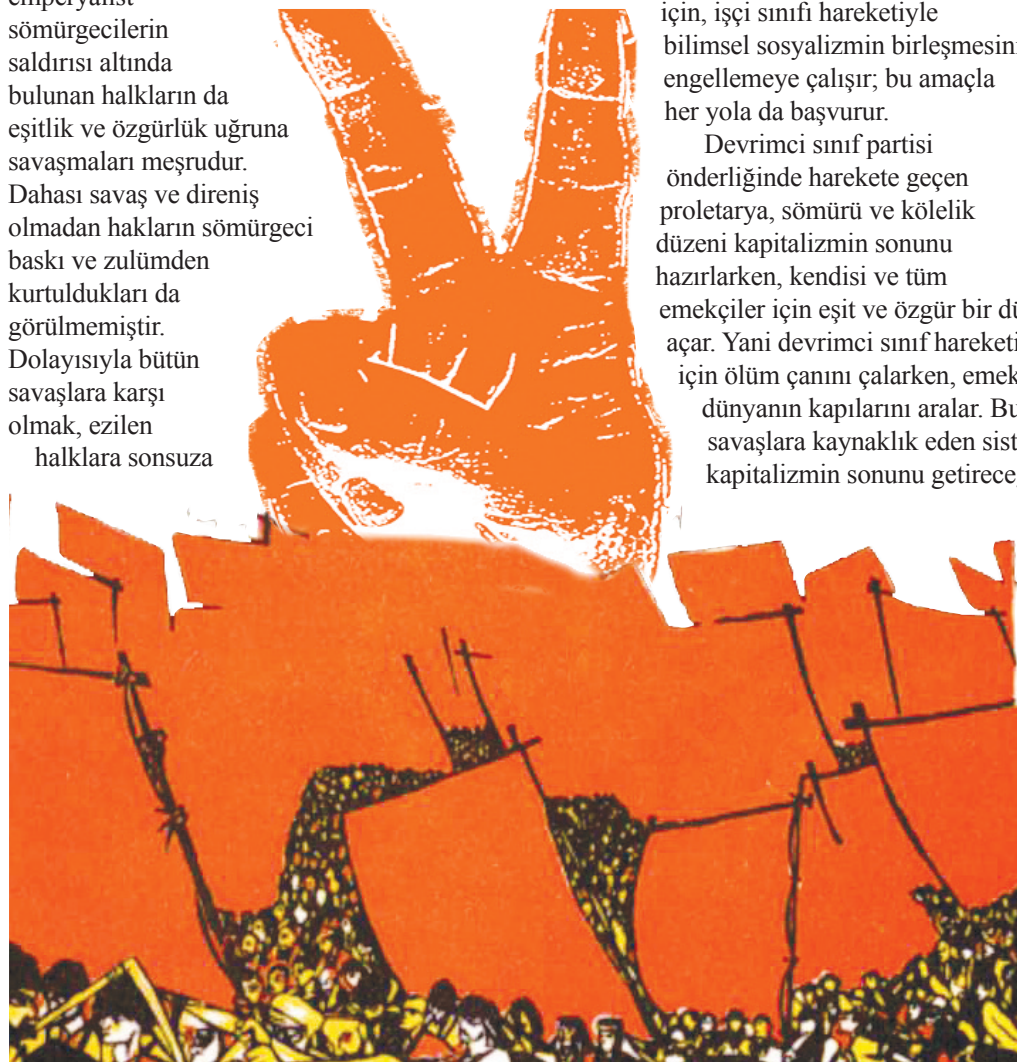 sömürgecilerin
saldırısı altında
bulunan halkların da
eşitlik ve özgürlük uğruna
savaşmaları meşrudur.
Dahası savaş ve direniş
olmadan hakların sömürgeci
baskı ve zulümden
kurtuldukları da
görülmemiştir.
Dolayısıyla bütün
savaşlara karşı
olmak, ezilen
halklara sonsuza
için, işçi sınıfı hareketiyle
bilimsel sosyalizmin
engellemeye çalışır; bu amaçla
her yola da başvurur.
Devrimci sınıf partisi
önderliğinde harekete geçen
proletarya, sömürü ve kölelik
düzeni kapitalizmin sonunu
hazırlarken, kendisi ve tüm
emekçiler için eşit ve özgür bir
açar. Yani devrimci sınıf
için ölüm çanını çalarken,
dünyanın kapılarını aralar.
savaşlara kaynaklık eden
kapitalizmin sonunu